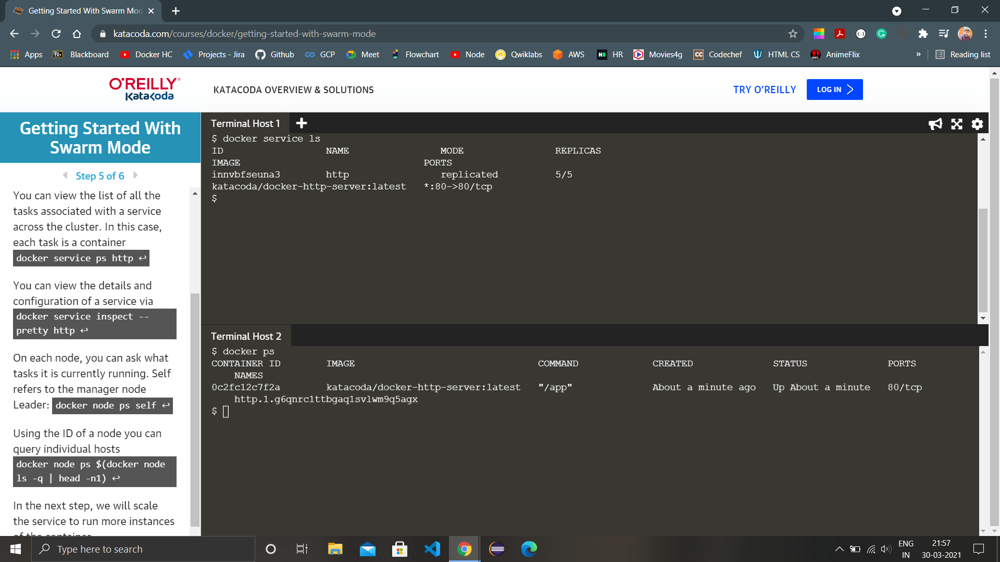 Getting Started With Swarm Mod
katacoda.com/courses/docker/getting-started-with-swarm-mode
Apps Blackboard Docker HC Projects - Jira Github GCP Meet Flowchart Node Qwiklabs AWS HR Movies4g Codechef HTML CS AnimeFlix » Reading list
O'REILLY
Katacoda
KATACODA OVERVIEW & SOLUTIONS
TRY O'REILLY
LOG IN
Getting Started With
Swarm Mode
Step 5 of 6
You can view the list of all the
tasks associated with a service
across the cluster. In this case,
each task is a container
docker service ps http ↩
You can view the details and
configuration of a service via
docker service inspect --
pretty http ↩
On each node, you can ask what
tasks it is currently running. Self
refers to the manager node
Leader: docker node ps self ↩
Using the ID of a node you can
query individual hosts
docker node ps $(docker node
ls -q | head -n1) ↩
In the next step, we will scale
the service to run more instances
of the container.
Terminal Host 1
$ docker service ls
ID NAME MODE REPLICAS
IMAGE PORTS
innvbfseuna3 http replicated 5/5
katacoda/docker-http-server:latest *:80->80/tcp
$
Terminal Host 2
$ docker ps
CONTAINER ID IMAGE COMMAND CREATED STATUS PORTS
NAMES
0c2fc12c7f2a katacoda/docker-http-server:latest "/app" About a minute ago Up About a minute 80/tcp
http.1.g6qnrc1ttbgaq1svlwm9q5agx
$
Type here to search
ENG
IN
21:57
30-03-2021